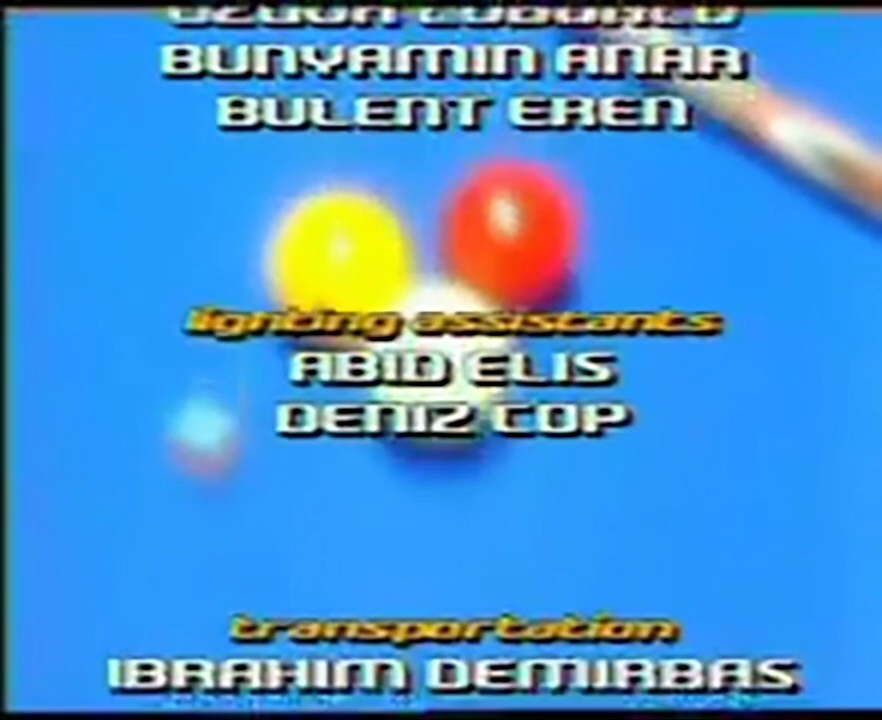 BUNYAMIN ANAR
BULENT EREN
lighting assistants
ABID ELIS
DENIZ COP
transportation
IBRAHIM DEMIRBAS